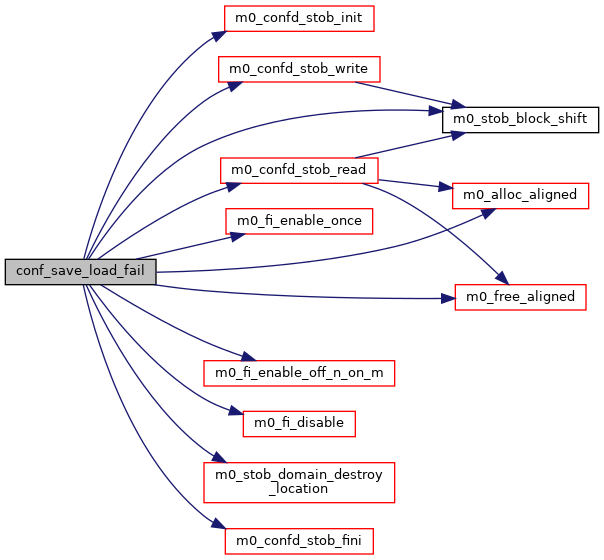 m0_confd_stob_init
m0_confd_stob_write
m0_stob_block_shift
m0_confd_stob_read
m0_alloc_aligned
m0_fi_enable_once
conf_save_load_fail
m0_free_aligned
m0_fi_enable_off_n_on_m
m0_fi_disable
m0_stob_domain_destroy
_location
m0_confd_stob_fini